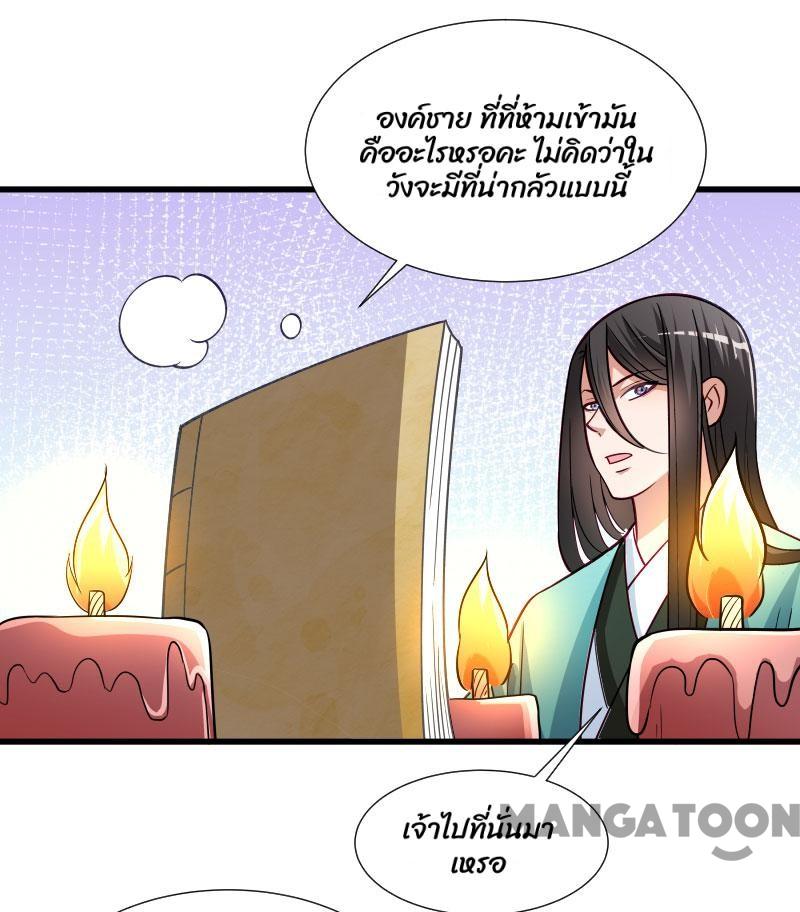 องค์ชาย ที่ที่ห้ามเข้ามัน
คืออะไรหรอคะ ไม่คิดว่าใน
วังจะมีที่น่ากลัวแบบนี้
เจ้าไปที่นั่นมา
เหรอ
MANGATOON